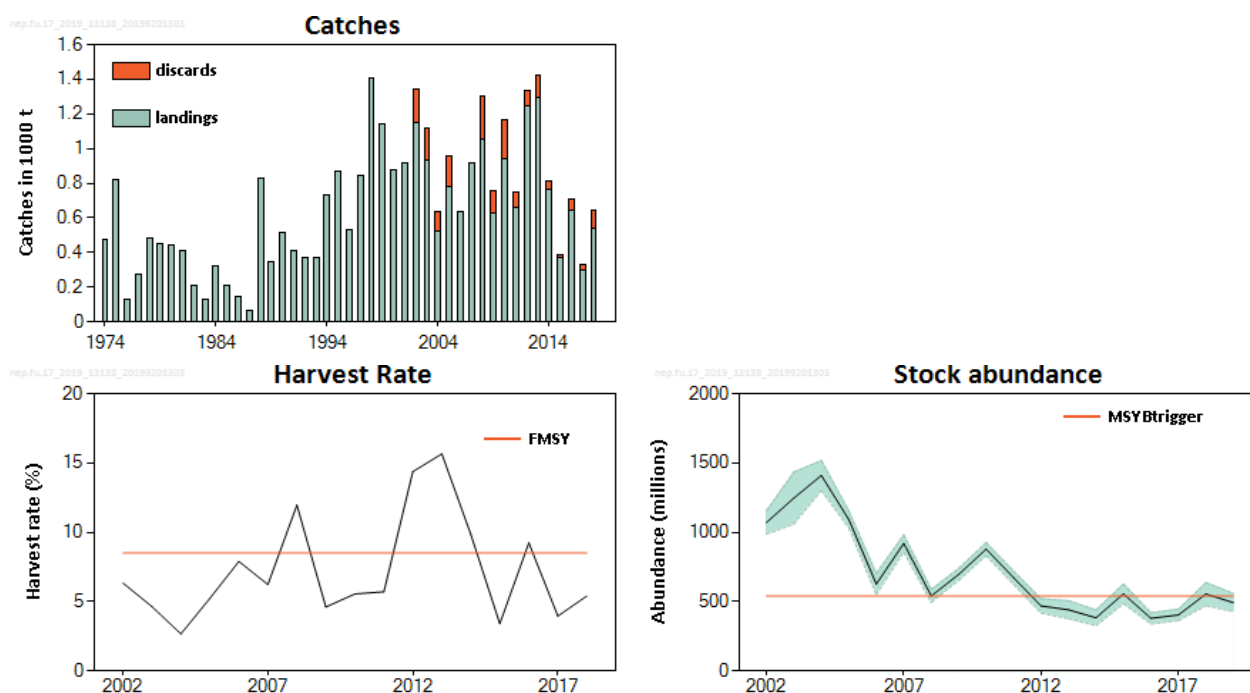 nep.fu.17_2019_13138_20199201303
Catches
1.6
1.4
1.2
1
0.8
0.6
0.4
0.2
0
Catches in 1000 t
discards
landings
1974 1984 1994 2004 2014
nep.fu.17_2019_13138_20199201303
Harvest Rate
20
15
10
5
0
Harvest rate (%)
FMSY
2002 2007 2012 2017
nep.fu.17_2019_13138_20199201303
Stock abundance
2000
1500
1000
500
0
Abundance (millions)
MSYBtrigger
2002 2007 2012 2017